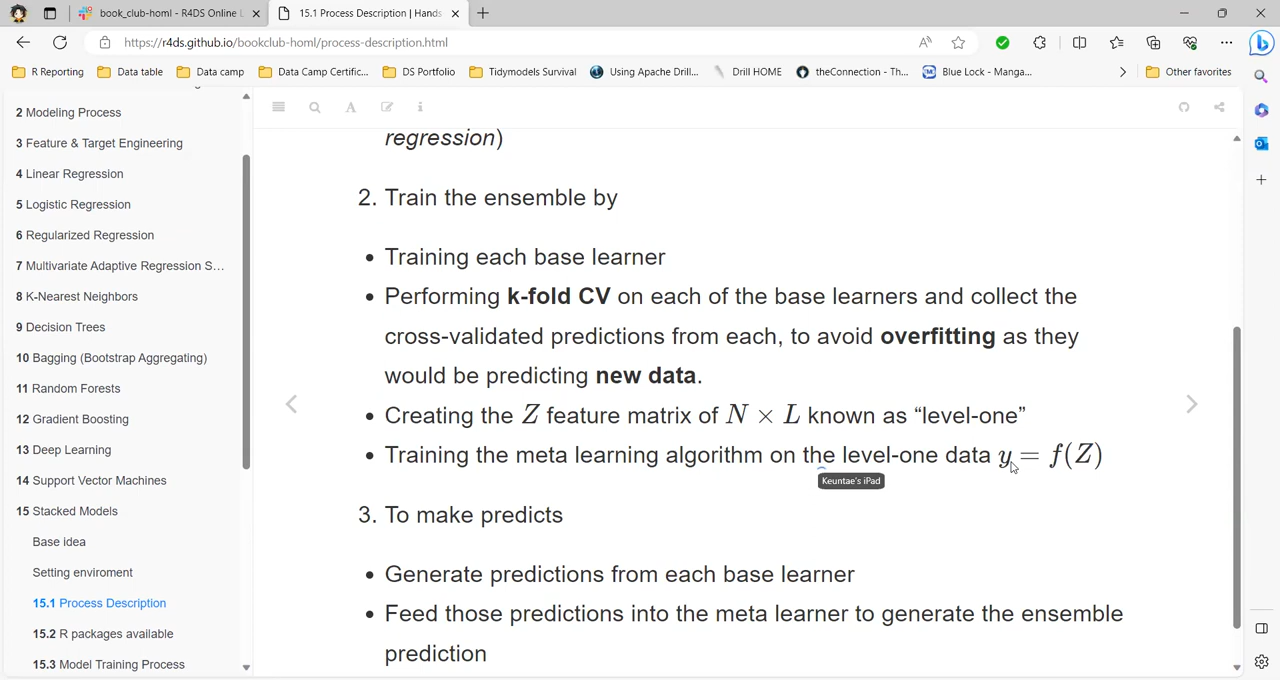 book_club-homl - R4DS Online L
15.1 Process Description | Hands
https://r4ds.github.io/bookclub-homl/process-description.html
R Reporting
Data table
Data camp
Data Camp Certific...
DS Portfolio
Tidymodels Survival
Using Apache Drill...
Drill HOME
theConnection - Th...
Blue Lock - Manga...
Other favorites
2 Modeling Process
3 Feature & Target Engineering
4 Linear Regression
5 Logistic Regression
6 Regularized Regression
7 Multivariate Adaptive Regression S...
8 K-Nearest Neighbors
9 Decision Trees
10 Bagging (Bootstrap Aggregating)
11 Random Forests
12 Gradient Boosting
13 Deep Learning
14 Support Vector Machines
15 Stacked Models
Base idea
Setting enviroment
15.1 Process Description
15.2 R packages available
15.3 Model Training Process
regression)
2. Train the ensemble by
• Training each base learner
• Performing k-fold CV on each of the base learners and collect the
cross-validated predictions from each, to avoid overfitting as they
would be predicting new data.
• Creating the Z feature matrix of N × L known as “level-one”
• Training the meta learning algorithm on the level-one data y = f(Z)
Keuntae's iPad
3. To make predicts
• Generate predictions from each base learner
• Feed those predictions into the meta learner to generate the ensemble
prediction